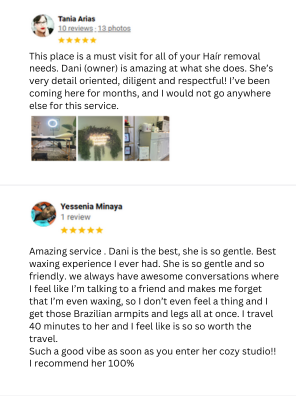 Tania Arias
10 reviews · 13 photos
This place is a must visit for all of your Hair removal
needs. Dani (owner) is amazing at what she does. She's
very detail oriented, diligent and respectful! I've been
coming here for months, and I would not go anywhere
else for this service.
Yessenia Minaya
1 review
Amazing service . Dani is the best, she is so gentle. Best
waxing experience I ever had. She is so gentle and so
friendly. we always have awesome conversations where
I feel like I'm talking to a friend and makes me forget
that I'm even waxing, so I don't even feel a thing and I
get those Brazilian armpits and legs all at once. I travel
40 minutes to her and I feel like is so so worth the
travel.
Such a good vibe as soon as you enter her cozy studio!!
I recommend her 100%